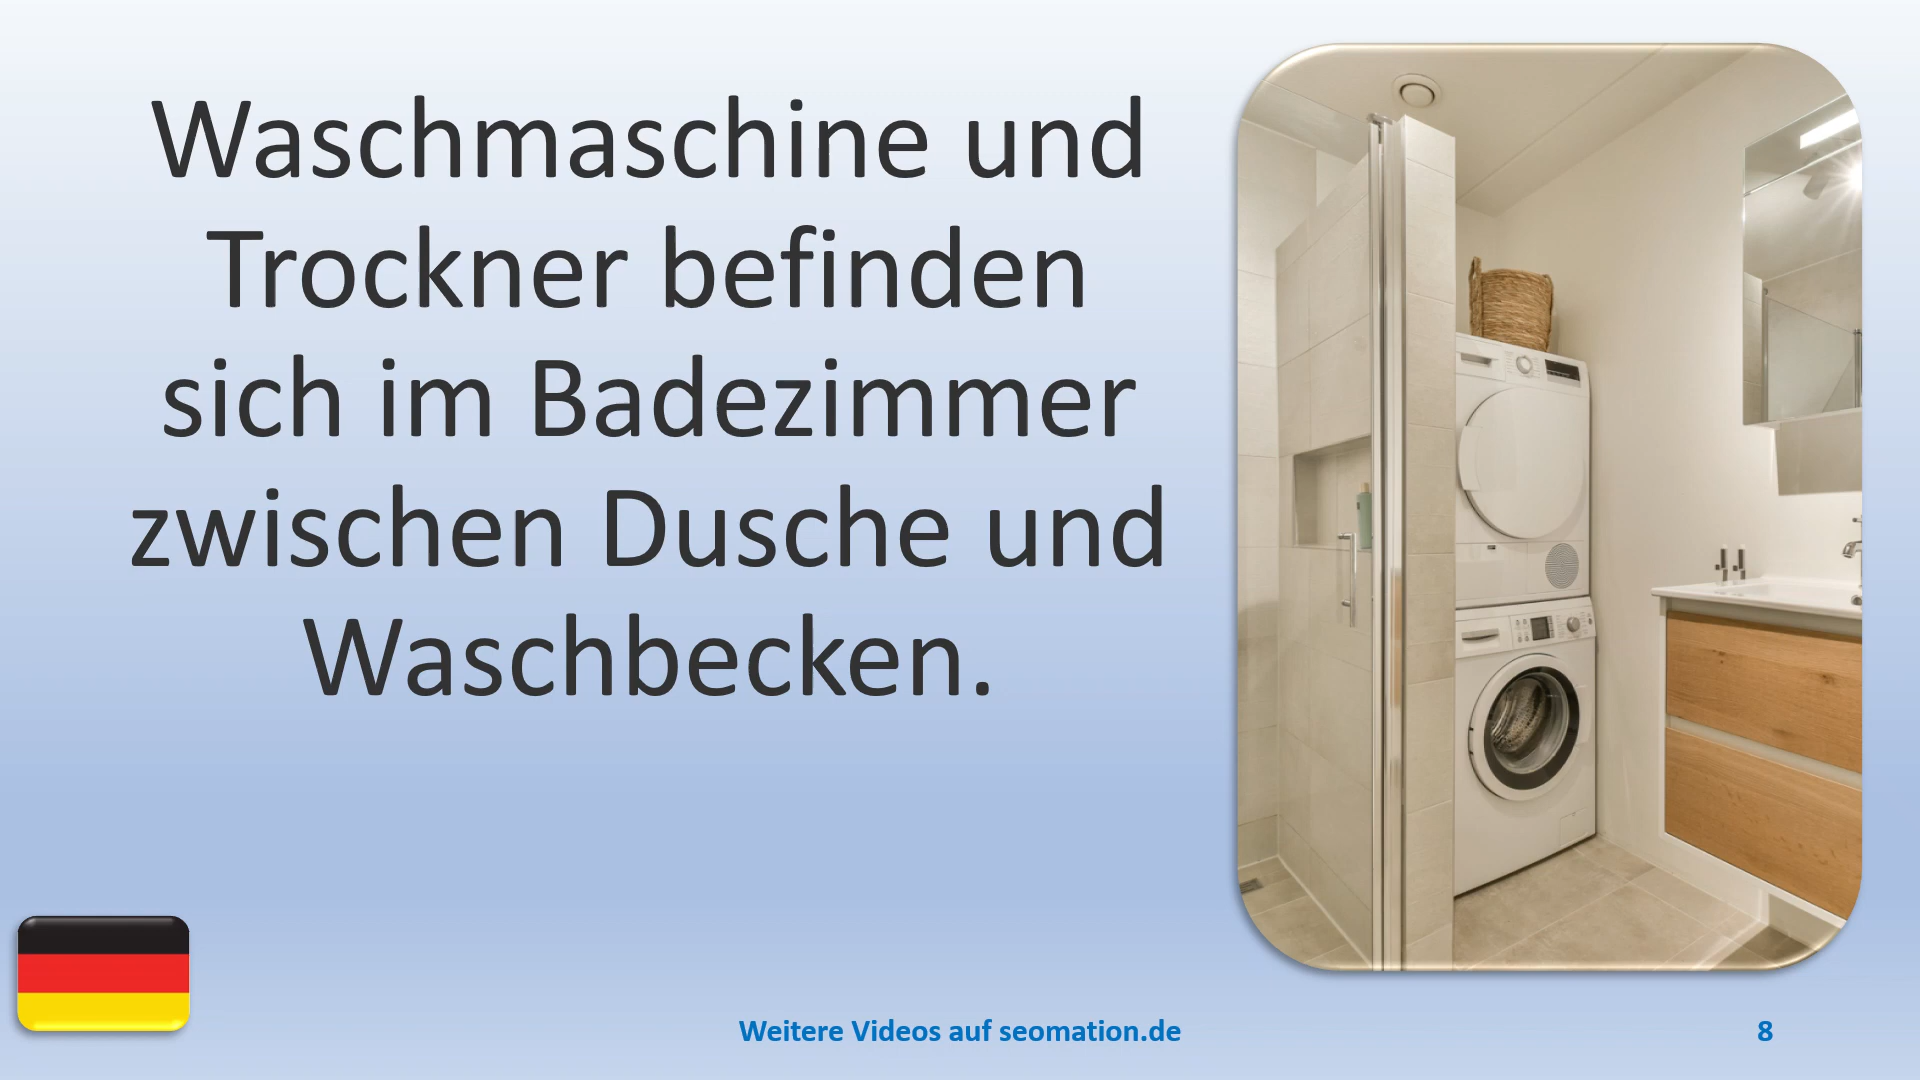 Waschmaschine und
Trockner befinden
sich im Badezimmer
zwischen Dusche und
Waschbecken.
Weitere Videos auf seomation.de
8